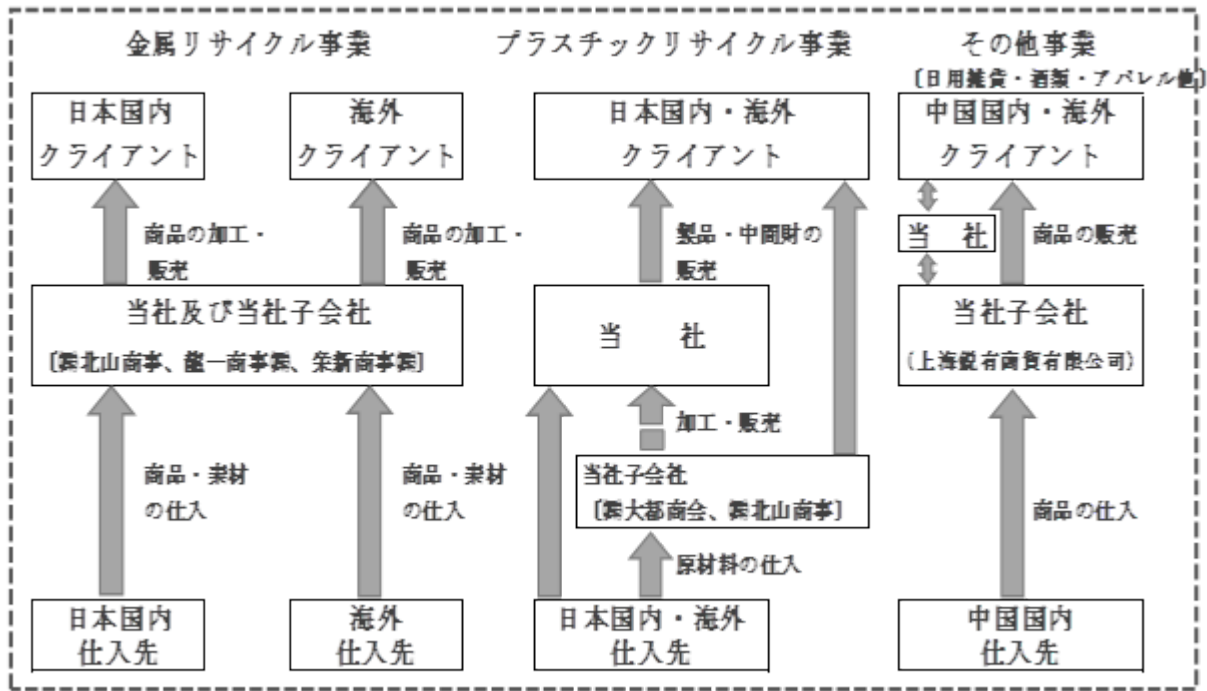 金属リサイクル事業
プラスチックリサイクル事業
その他事業
〔日用雑貨・酒類・アパレル他〕
日本国内
クライアント
海外
クライアント
日本国内・海外
クライアント
中国国内・海外
クライアント
商品の加工・
販売
商品の加工・
販売
製品・中間財の
販売
当 社
商品の販売
当社及び当社子会社
〔㈱北山商事、龍一商事㈱、栄新商事㈱〕
当 社
当社子会社
(上海鋭有商貿有限公司)
加工・販売
商品・素材
の仕入
商品・素材
の仕入
当社子会社
〔㈱大都商会、㈱北山商事〕
商品の仕入
原材料の仕入
日本国内
仕入先
海外
仕入先
日本国内・海外
仕入先
中国国内
仕入先